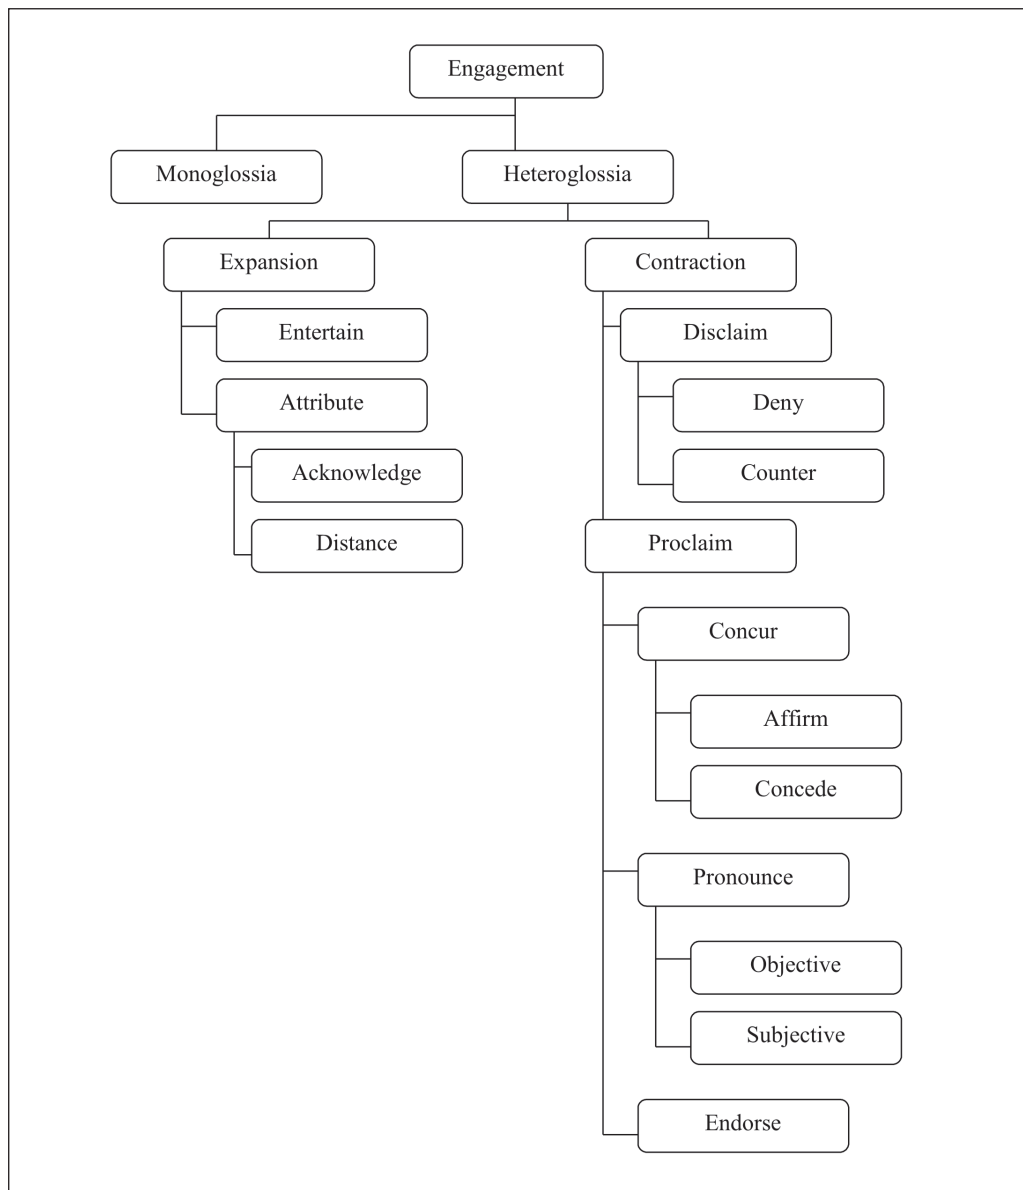 Engagement
Monoglossia
Heteroglossia
Expansion
Contraction
Entertain
Disclaim
Attribute
Deny
Acknowledge
Counter
Distance
Proclaim
Concur
Affirm
Concede
Pronounce
Objective
Subjective
Endorse